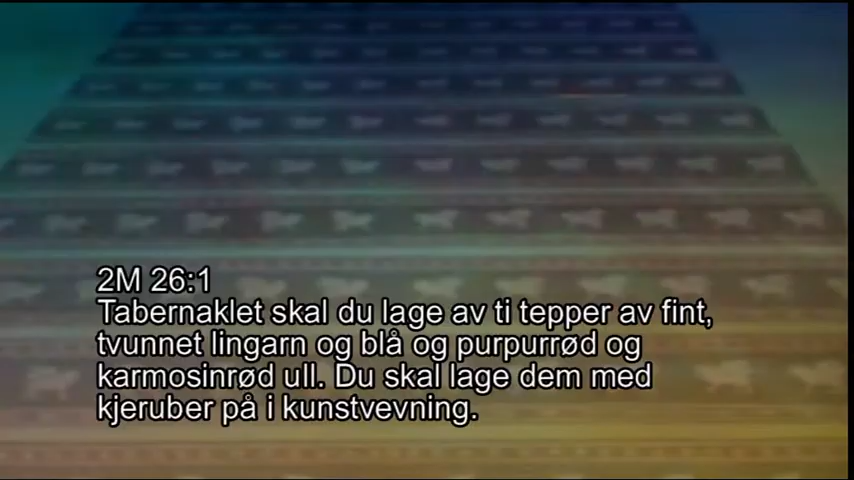 2M 26:1
Tabernaklet skal du lage av ti tepper av fint,
tvunnet lingarn og blå og purpurrød og
karmosinrød ull. Du skal lage dem med
kjeruber på i kunstvevning.